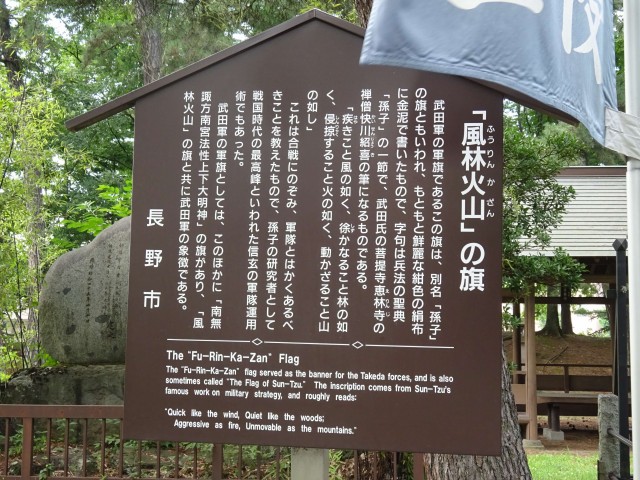 「風林火山」の旗
ふうりんかざん
武田軍の軍旗であるこの旗は、別名「孫子」
の旗ともいわれ、もともと鮮麗な紺色の絹布
に金泥で書いたもので、字句は兵法の聖典
「孫子」の一節で、武田氏の菩提寺恵林寺の
禅僧快川紹喜の筆になるものである。
「疾きこと風の如く、徐かなること林の如
く、侵掠すること火の如く、動かざること山
の如し」
これは合戦にのぞみ、軍隊とはかくあるべ
きことを教えたもので、孫子の研究者として
戦国時代の最高峰といわれた信玄の軍隊運用
術でもあった。
武田軍の軍旗としては、このほかに「南無
諏方南宮法性上下大明神」の旗があり、「風
林火山」の旗と共に武田軍の象徴である。
長野市
The "Fu-Rin-Ka-Zan" Flag
The "Fu-Rin-Ka-Zan" flag served as the banner for the Takeda forces, and is also
sometimes called "The Flag of Sun-Tzu." The inscription comes from Sun-Tzu's
famous work on military strategy, and roughly reads:
"Quick like the wind, Quiet like the woods;
Aggressive as fire, Unmovable as the mountains."